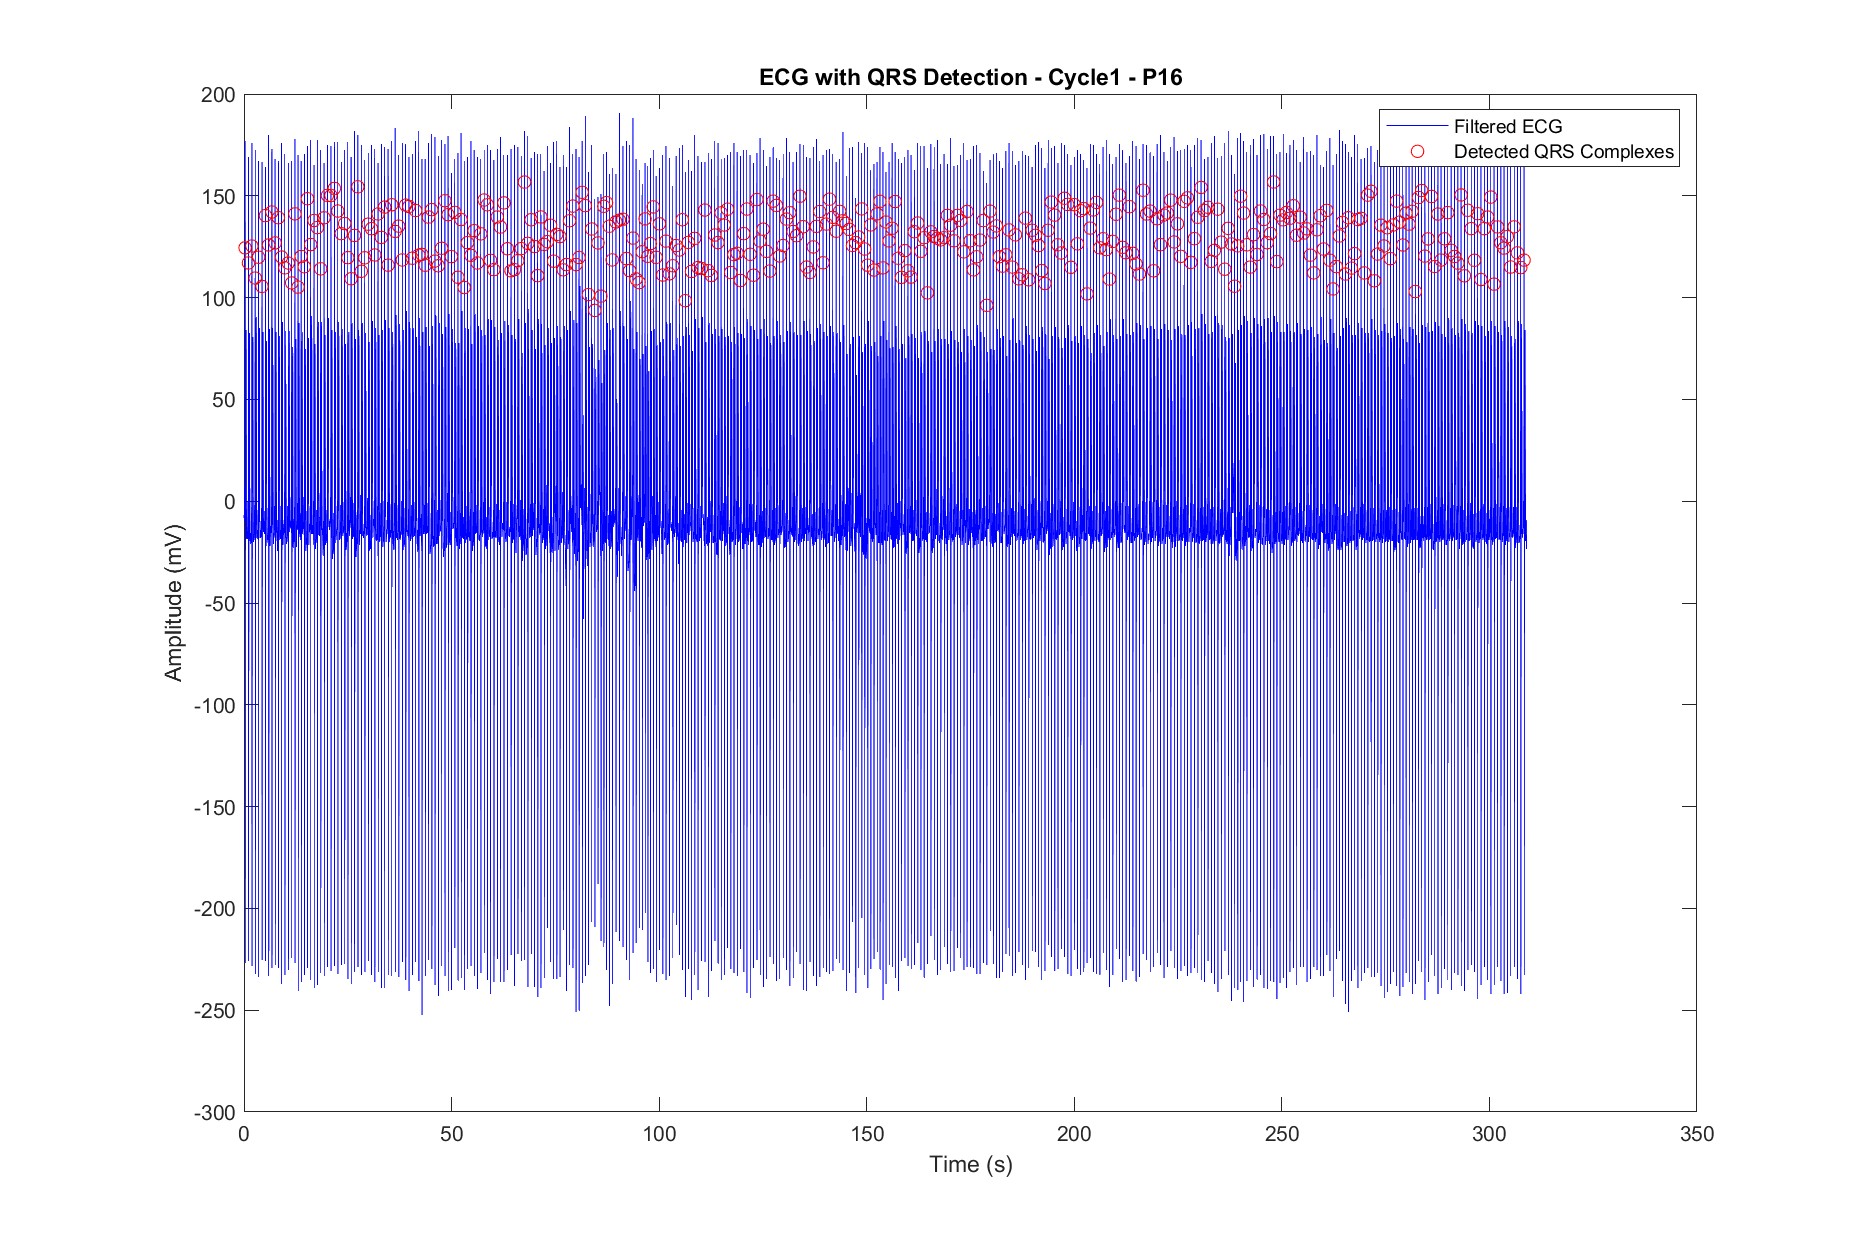 ECG with QRS Detection - Cycle1 - P16
Filtered ECG
Detected QRS Complexes
200
150
100
50
0
-50
-100
-150
-200
-250
-300
Amplitude (mV)
0 50 100 150 200 250 300 350
Time (s)